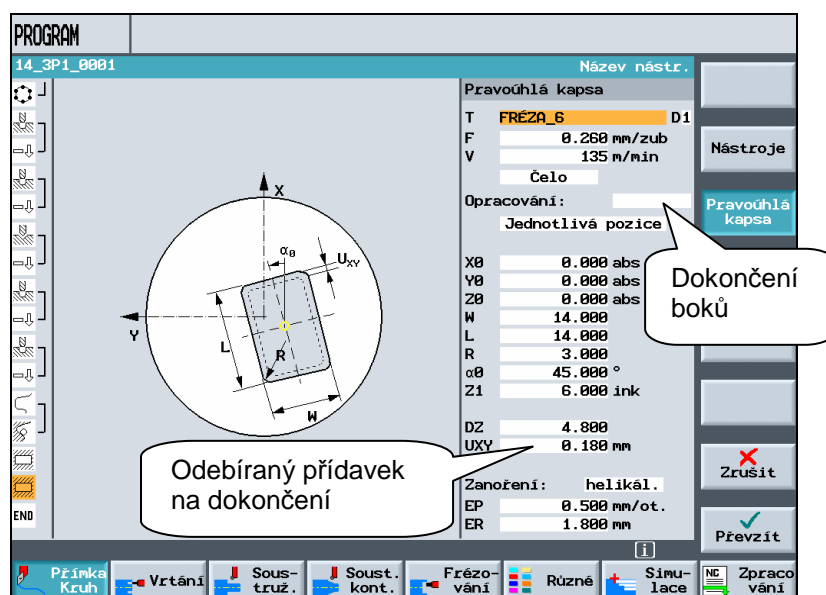 PROGRAM
14_3P1_0001 Název nástr.
Pravoúhlá kapsa
T FRÉZA_6 D1
F 0.260 mm/zub
V 135 m/min
Čelo
Opracování:
Jednotlivá pozice
X0 0.000 abs
Y0 0.000 abs
Z0 0.000 abs
W 14.000
L 14.000
R 3.000
α0 45.000 °
Z1 6.000 ink
DZ 4.800
UXY 0.180 mm
Zanoření: helikál.
EP 0.500 mm/ot.
ER 1.800 mm
X
Y
α0
UXY
L
R
W
END
Dokončení
boků
Odebíraný přídavek
na dokončení
Nástroje
Pravoúhlá
kapsa
Zrušit
Převzít
i
Přímka
Kruh
Vrtání
Sous-
truž.
Soust.
kont.
Frézo-
vání
Různé
Simu-
lace
NC
Zpraco
vání